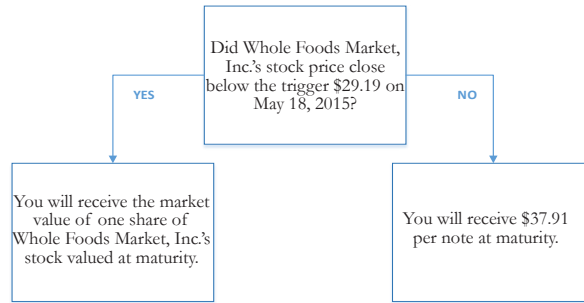 Did Whole Foods Market,
Inc.'s stock price close
below the trigger $29.19 on
May 18, 2015?
YES
NO
You will receive the market
value of one share of
Whole Foods Market, Inc.'s
stock valued at maturity.
You will receive $37.91
per note at maturity.